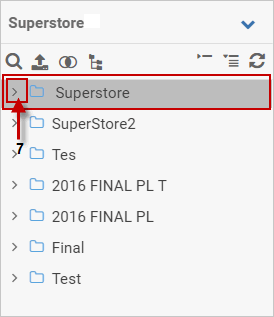 Superstore
Superstore
7
SuperStore2
Tes
2016 FINAL PL T
2016 FINAL PL
Final
Test